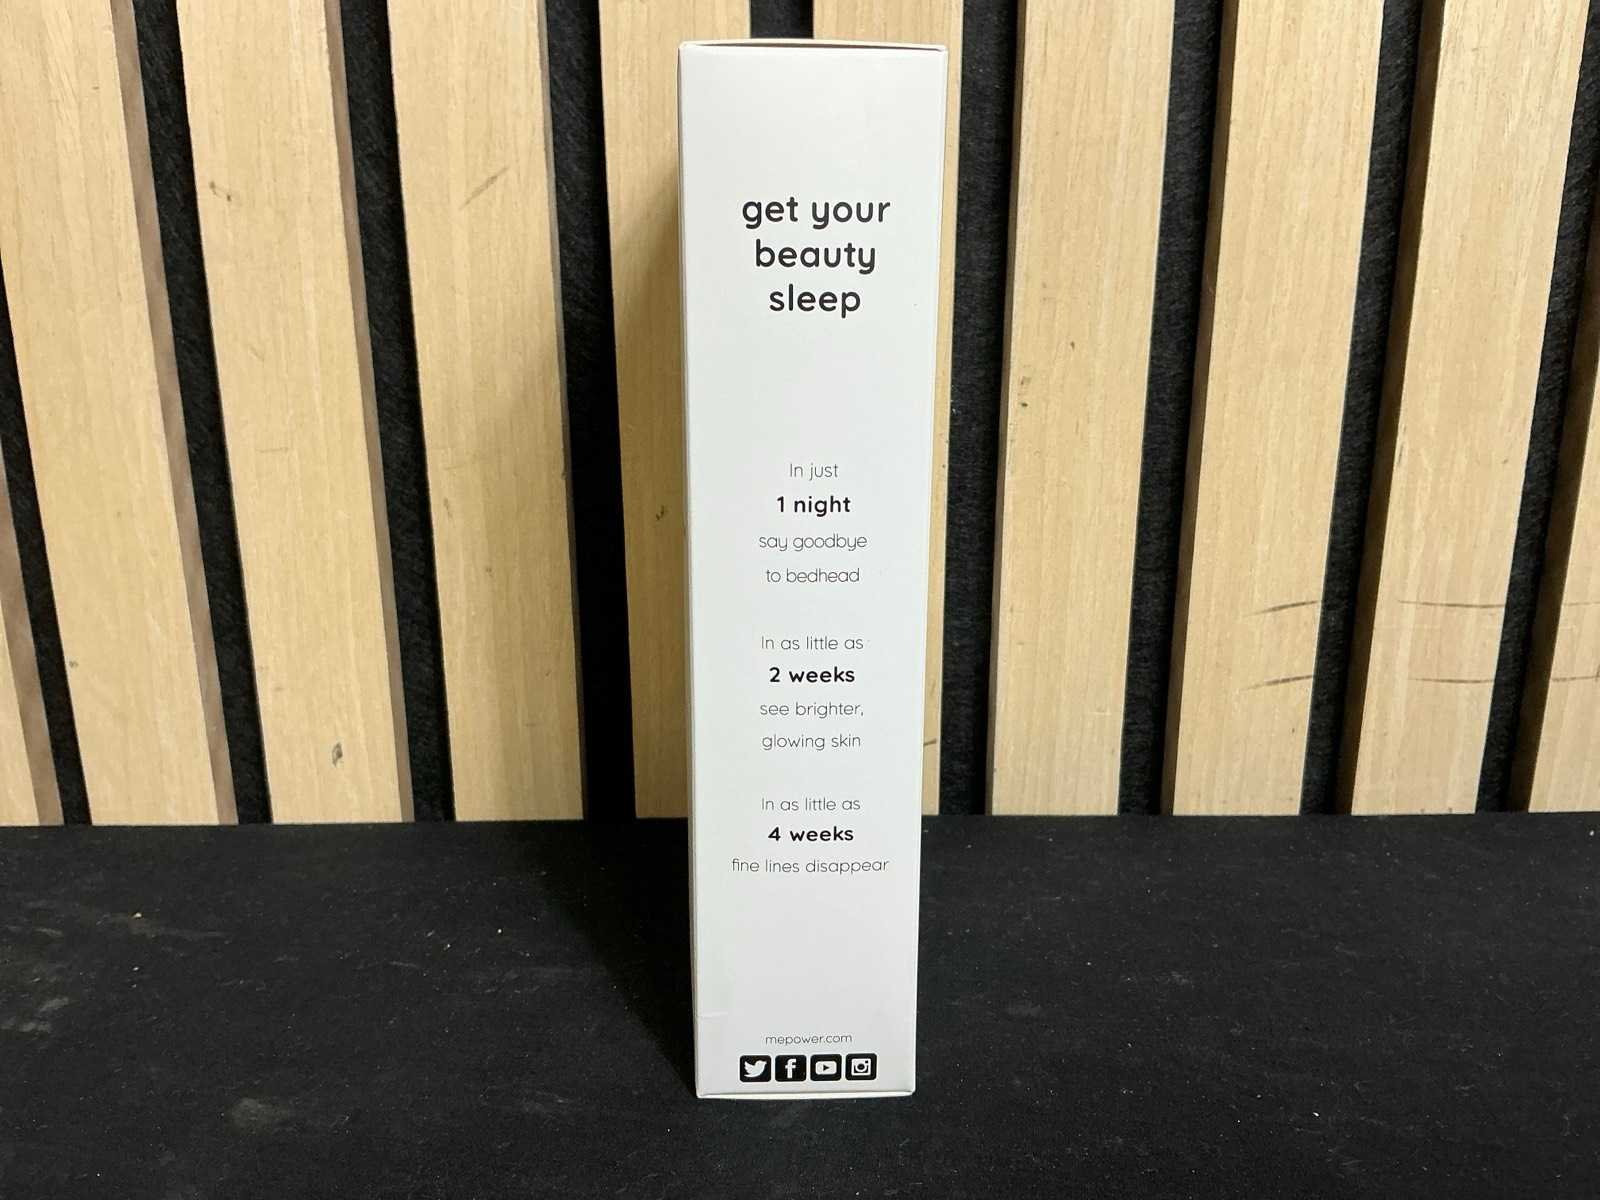 get your
beauty
sleep
In just
1 night
say goodbye
to bedhead
In as little as
2 weeks
see brighter,
glowing skin
In as little as
4 weeks
fine lines disappear
mepower.com